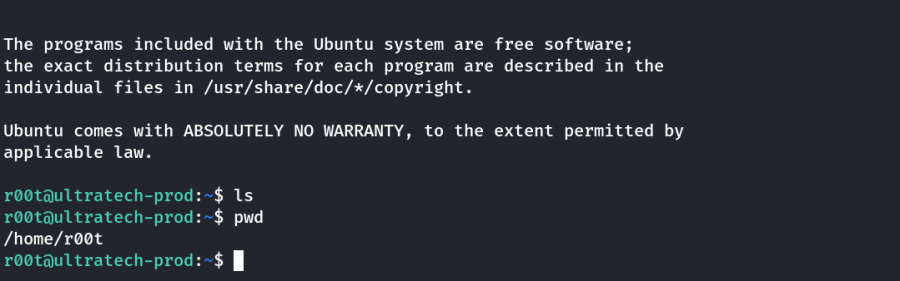 The programs included with the Ubuntu system are free software;
the exact distribution terms for each program are described in the
individual files in /usr/share/doc/*/copyright.
Ubuntu comes with ABSOLUTELY NO WARRANTY, to the extent permitted by
applicable law.
r00t@ultratech-prod:~$ ls
r00t@ultratech-prod:~$ pwd
/home/r00t
r00t@ultratech-prod:~$